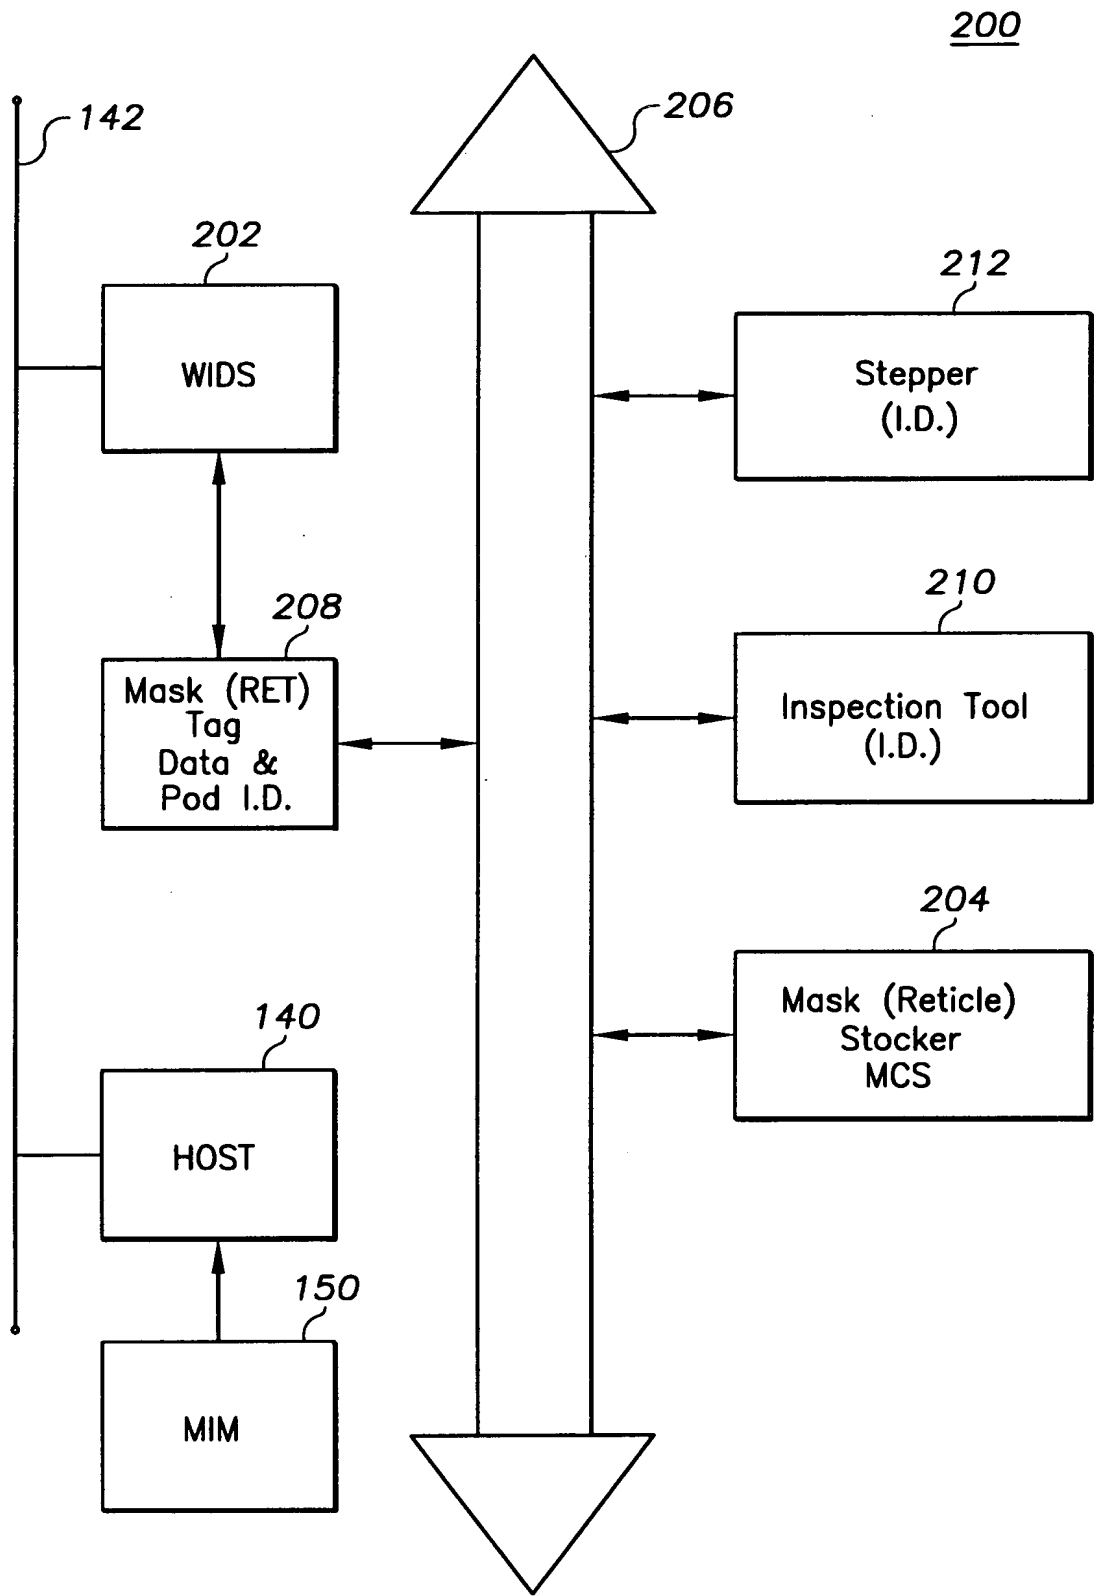 200
142
206
202
WIDS
212
Stepper
(I.D.)
208
Mask (RET)
Tag
Data &
Pod I.D.
210
Inspection Tool
(I.D.)
204
Mask (Reticle)
Stocker
MCS
140
HOST
150
MIM